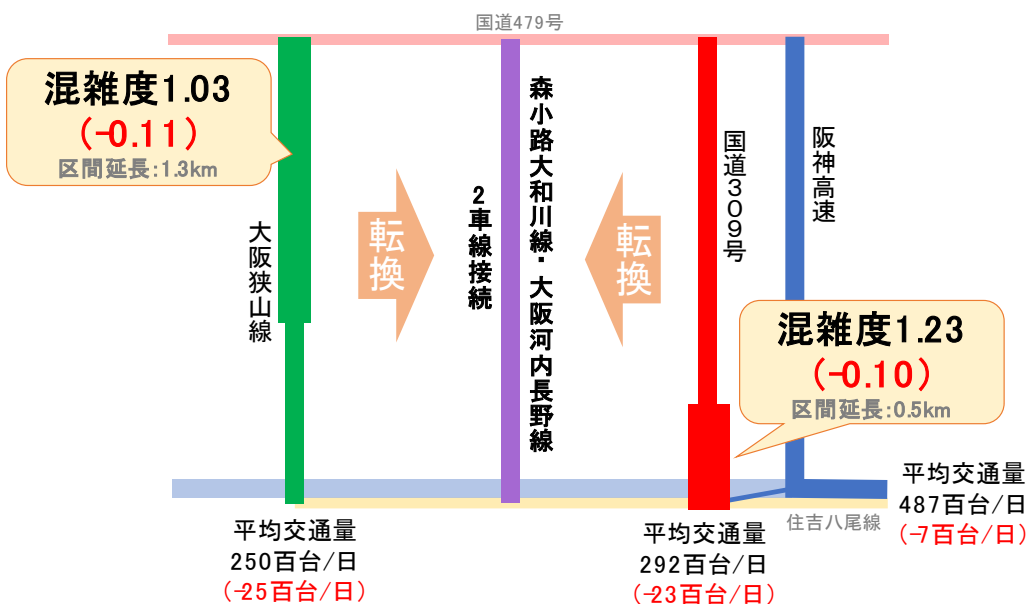 国道479号
混雑度1.03
(-0.11)
区間延長:1.3km
大阪狭山線
転換
2車線接続
森小路大和川線・大阪河内長野線
転換
国道309号
阪神高速
混雑度1.23
(-0.10)
区間延長:0.5km
平均交通量
250百台/日
(-25百台/日)
平均交通量
292百台/日
(-23百台/日)
住吉八尾線
平均交通量
487百台/日
(-7百台/日)